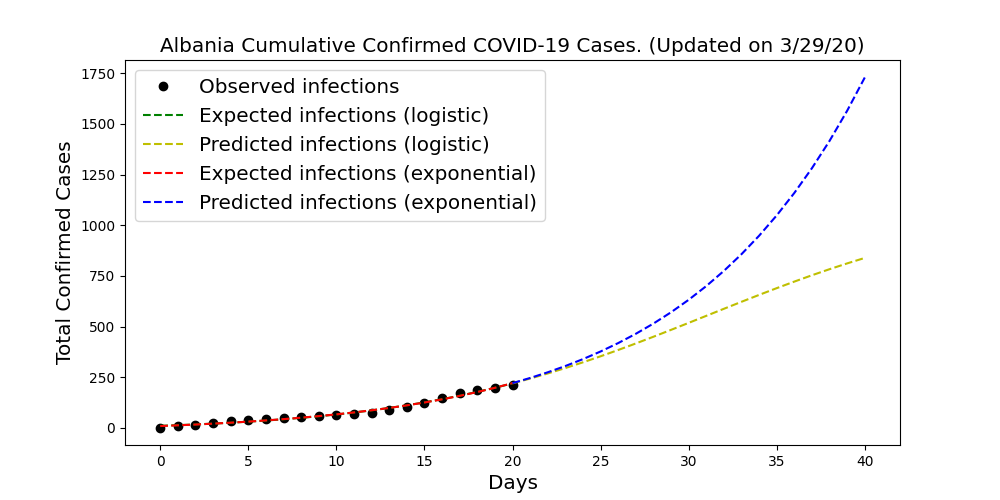 Albania Cumulative Confirmed COVID-19 Cases. (Updated on 3/29/20)
Observed infections
Expected infections (logistic)
Predicted infections (logistic)
Expected infections (exponential)
Predicted infections (exponential)
Total Confirmed Cases
1750
1500
1250
1000
750
500
250
0
0 5 10 15 20 25 30 35 40
Days